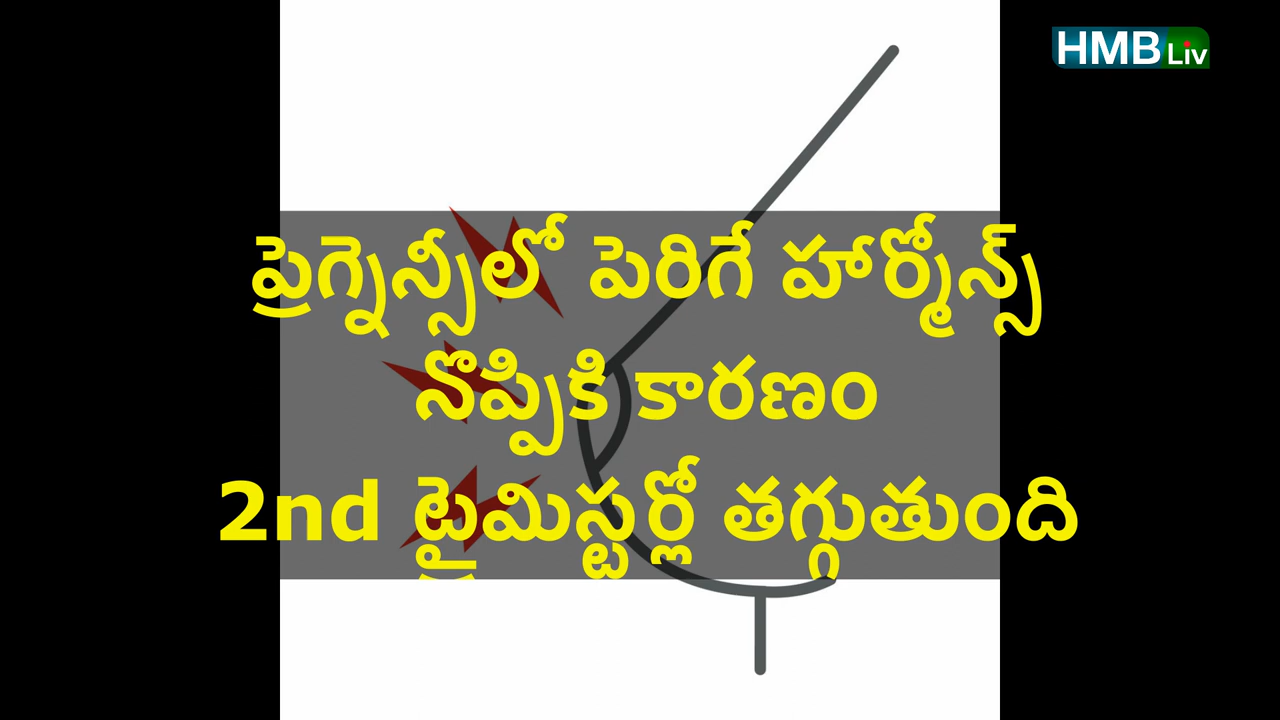 HMB Liv
ప్రెగ్నెన్సీలో పెరిగే హార్మోన్స్
నొప్పికి కారణం
2nd ట్రైమిస్టర్లో తగ్గుతుంది